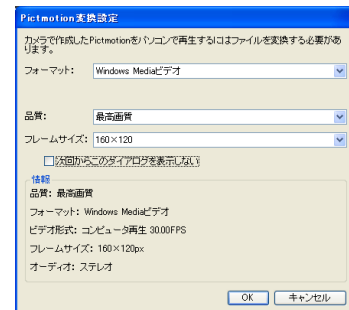 Pictmotion変換設定
カメラで作成したPictmotionをパソコンで再生するにはファイルを変換する必要があ
ります。
フォーマット: Windows Mediaビデオ
品質: 最高画質
フレームサイズ: 160×120
次回からこのダイアログを表示しない
情報
品質: 最高画質
フォーマット: Windows Mediaビデオ
ビデオ形式: コンピュータ再生 30.00FPS
フレームサイズ: 160×120px
オーディオ: ステレオ
OK キャンセル